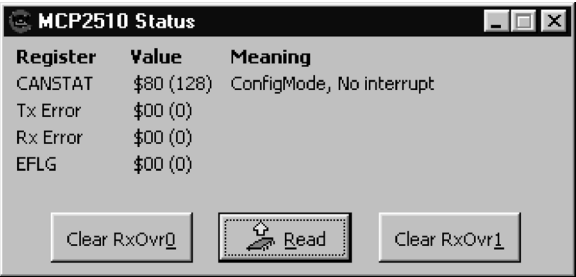 MCP2510 Status
Register Value Meaning
CANSTAT $80 (128) ConfigMode, No interrupt
Tx Error $00 (0)
Rx Error $00 (0)
EFLG $00 (0)
Clear RxOvr0 Read Clear RxOvr1